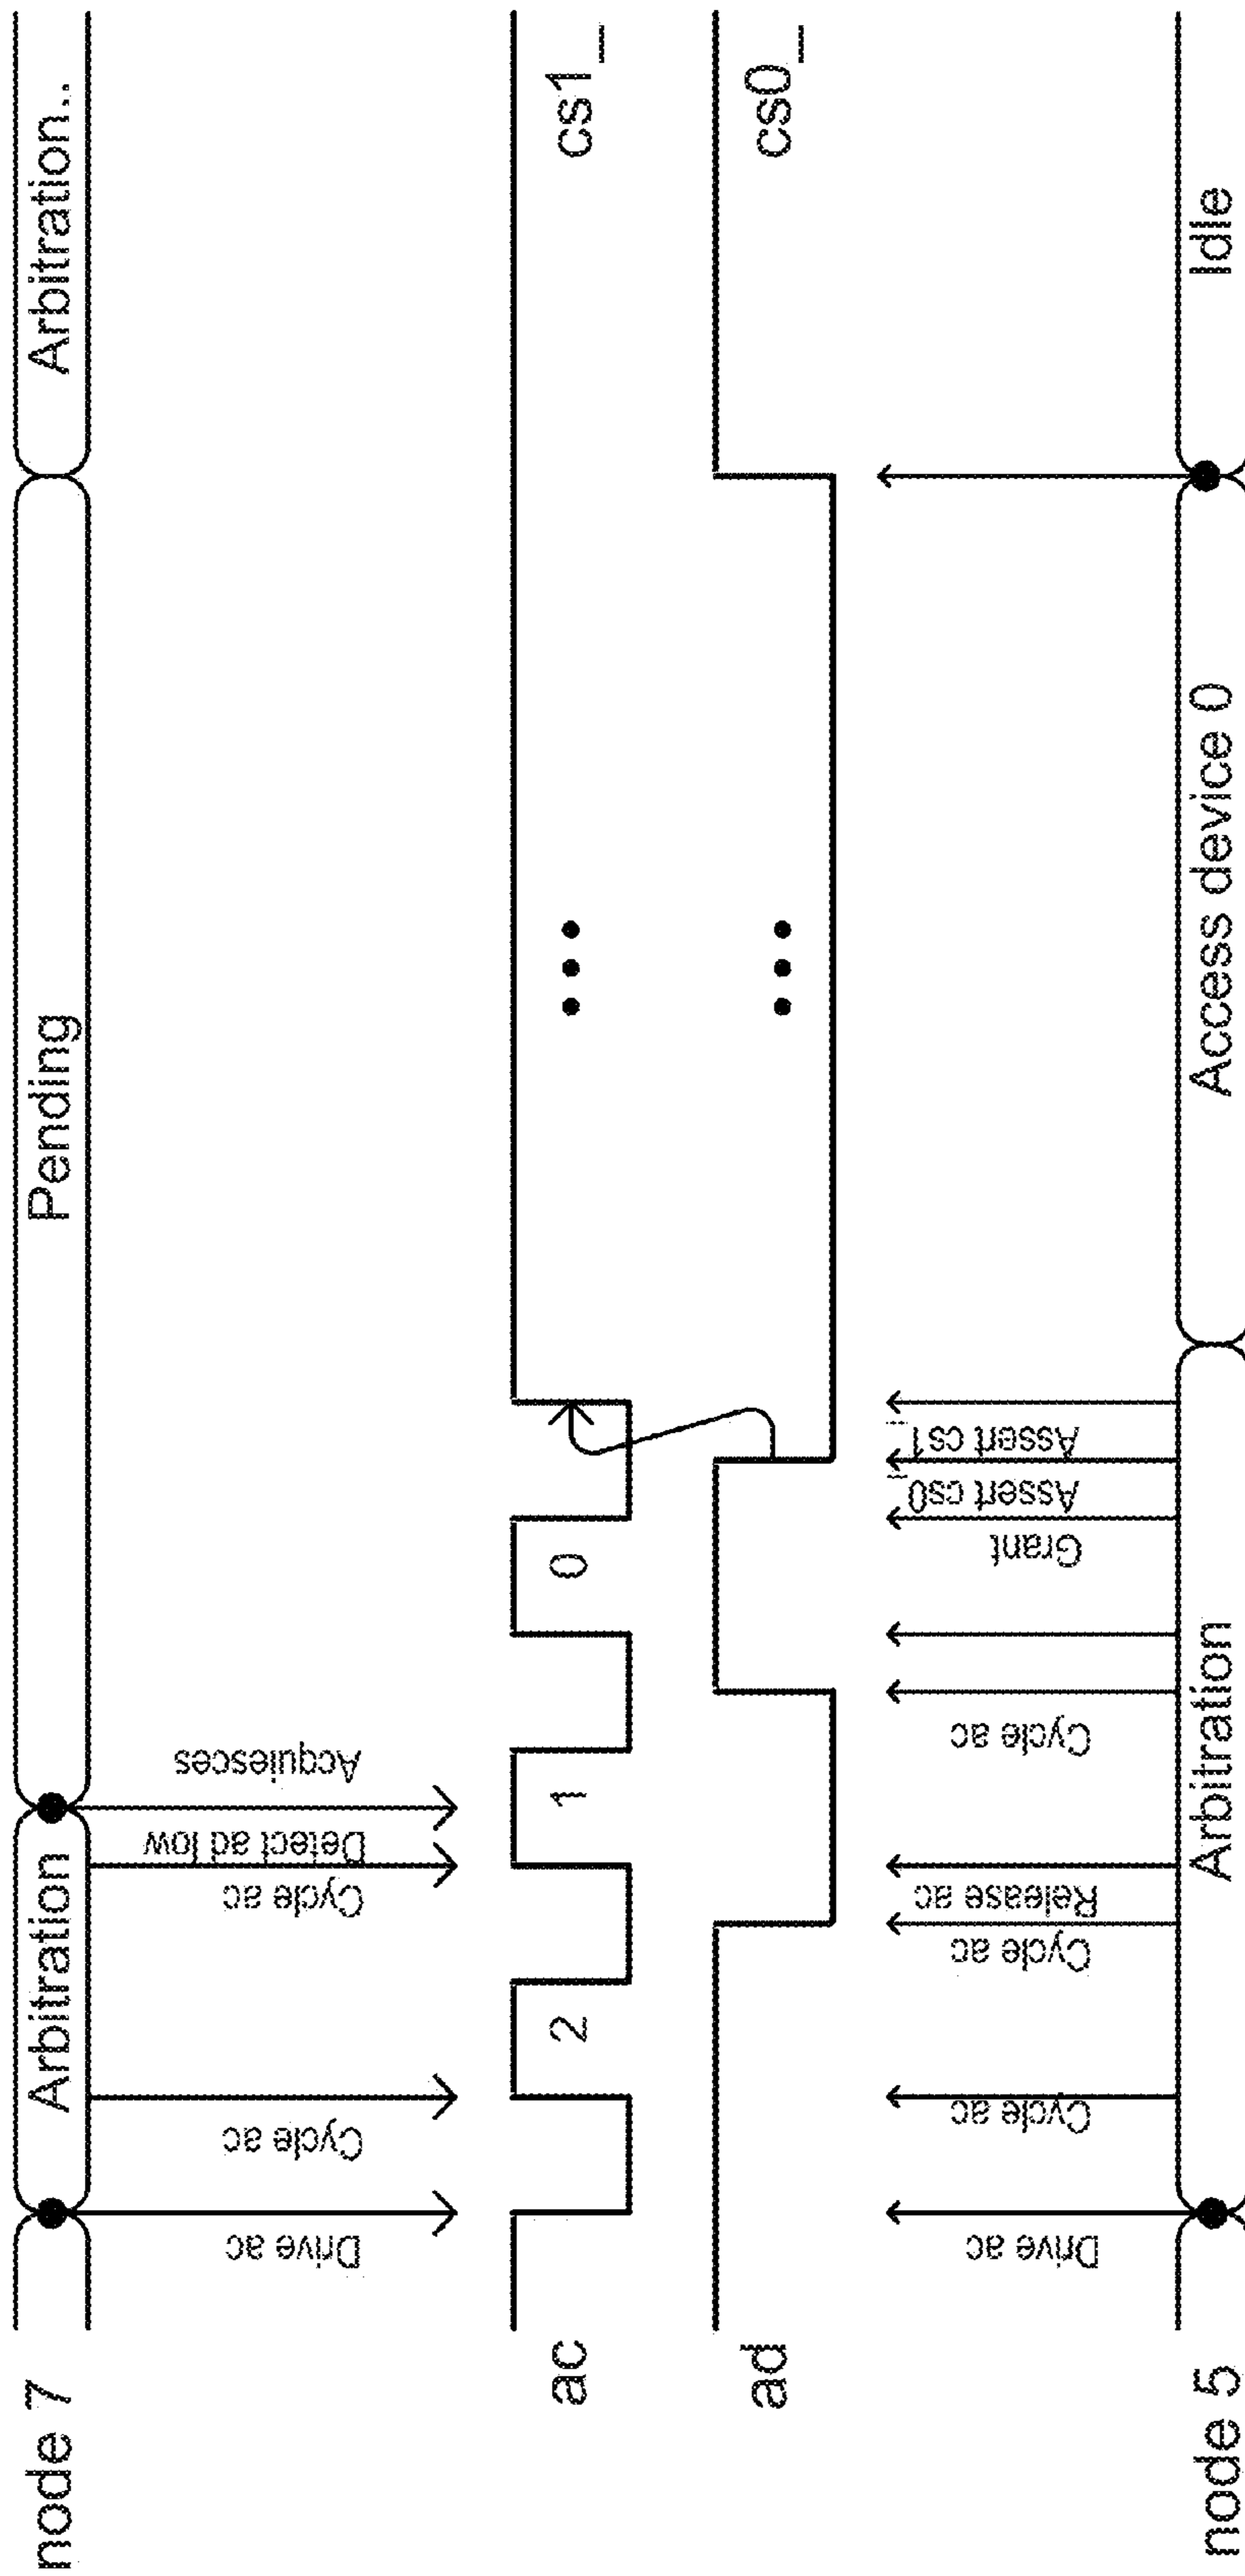 node 7
Arbitration
Pending
Arbitration..
Drive ac
Cycle ac
Cycle ac
Detect ad low
Acquiesces
ac
2
1
0
cs1_
ad
cs0_
Drive ac
Cycle ac
Cycle ac
Release ac
Cycle ac
Grant
Assert cs0_
Assert cs1_
node 5
Arbitration
Access device 0
Idle